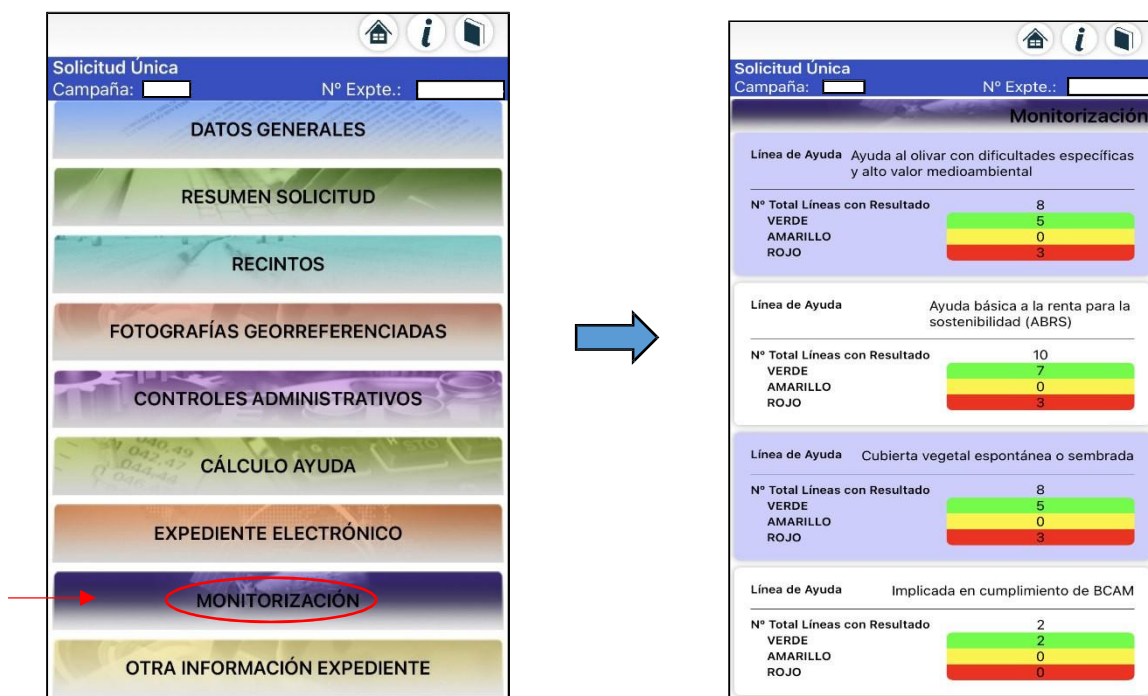 Solicitud Única
Campaña:
Nº Expte.:
DATOS GENERALES
RESUMEN SOLICITUD
RECINTOS
FOTOGRAFÍAS GEORREFERENCIADAS
CONTROLES ADMINISTRATIVOS
CÁLCULO AYUDA
EXPEDIENTE ELECTRÓNICO
MONITORIZACIÓN
OTRA INFORMACIÓN EXPEDIENTE
Solicitud Única
Campaña:
Nº Expte.:
Monitorización
Línea de Ayuda Ayuda al olivar con dificultades específicas
y alto valor medioambiental
Nº Total Líneas con Resultado 8
VERDE 5
AMARILLO 0
ROJO 3
Línea de Ayuda Ayuda básica a la renta para la
sostenibilidad (ABRS)
Nº Total Líneas con Resultado 10
VERDE 7
AMARILLO 0
ROJO 3
Línea de Ayuda Cubierta vegetal espontánea o sembrada
Nº Total Líneas con Resultado 8
VERDE 5
AMARILLO 0
ROJO 3
Línea de Ayuda Implicada en cumplimiento de BCAM
Nº Total Líneas con Resultado 2
VERDE 2
AMARILLO 0
ROJO 0